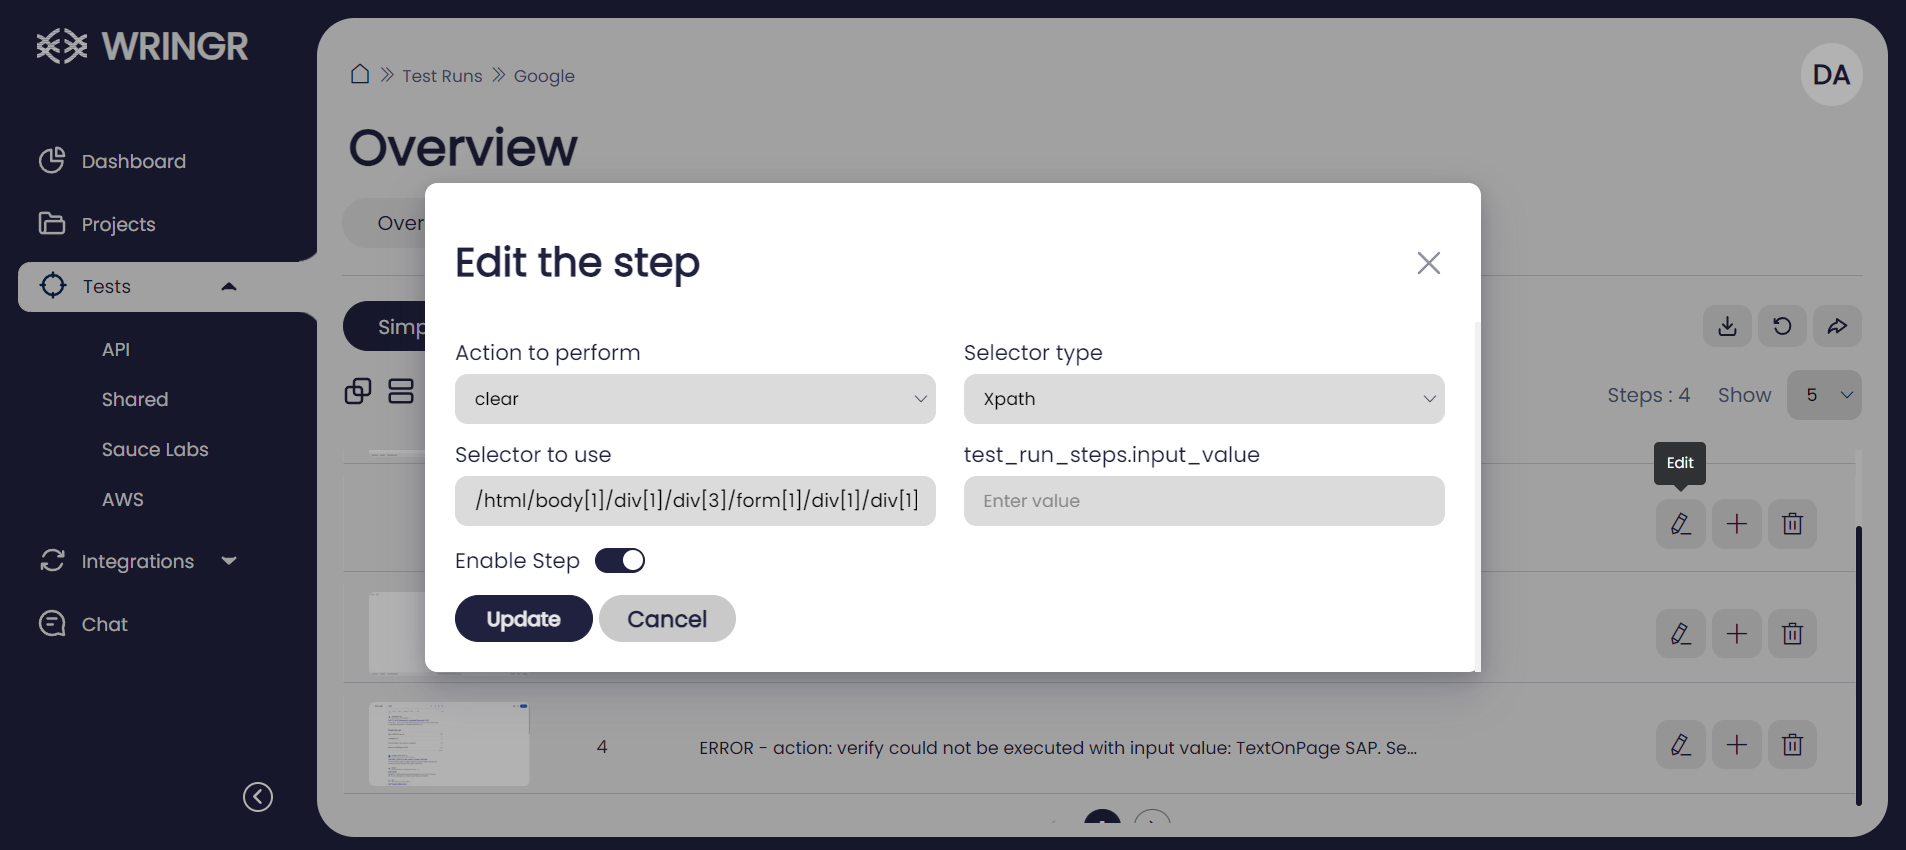 WRINGR
Dashboard
Projects
Tests
API
Shared
Sauce Labs
AWS
Integrations
Chat
Test Runs
Google
DA
Overview
Over
Simp
Steps : 4
Show
5
Edit
Edit the step
Action to perform
Selector type
clear
Xpath
Selector to use
test_run_steps.input_value
/html/body[1]/div[1]/div[3]/form[1]/div[1]/div[1]
Enter value
Enable Step
Update
Cancel
4
ERROR - action: verify could not be executed with input value: TextOnPage SAP. Se...